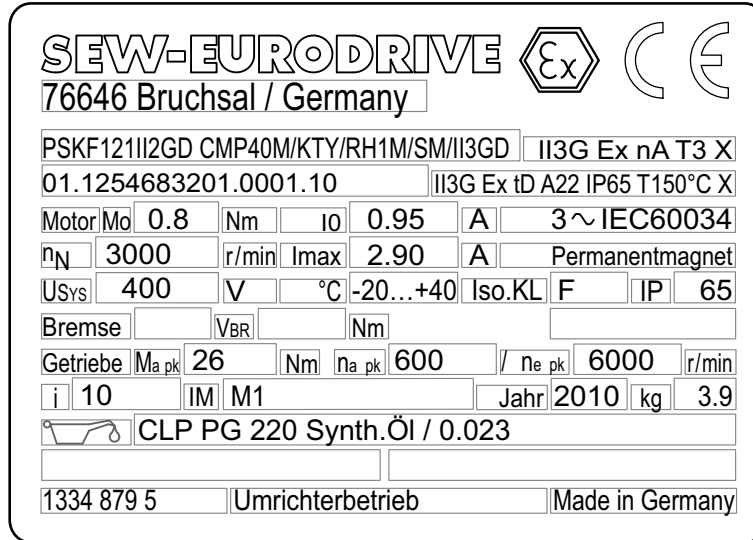 SEW-EURODRIVE Ex CE
76646 Bruchsal / Germany
PSKF121II2GD CMP40M/KTY/RH1M/SM/II3GD II3G Ex nA T3 X
01.1254683201.0001.10 II3G Ex tD A22 IP65 T150°C X
Motor Mo 0.8 Nm I0 0.95 A 3~IEC60034
nN 3000 r/min Imax 2.90 A Permanentmagnet
USYS 400 V °C -20...+40 Iso.KL F IP 65
Bremse VBR Nm
Getriebe Ma pk 26 Nm na pk 600 / ne pk 6000 r/min
i 10 IM M1 Jahr 2010 kg 3.9
CLP PG 220 Synth.Öl / 0.023
1334 879 5 Umrichterbetrieb Made in Germany